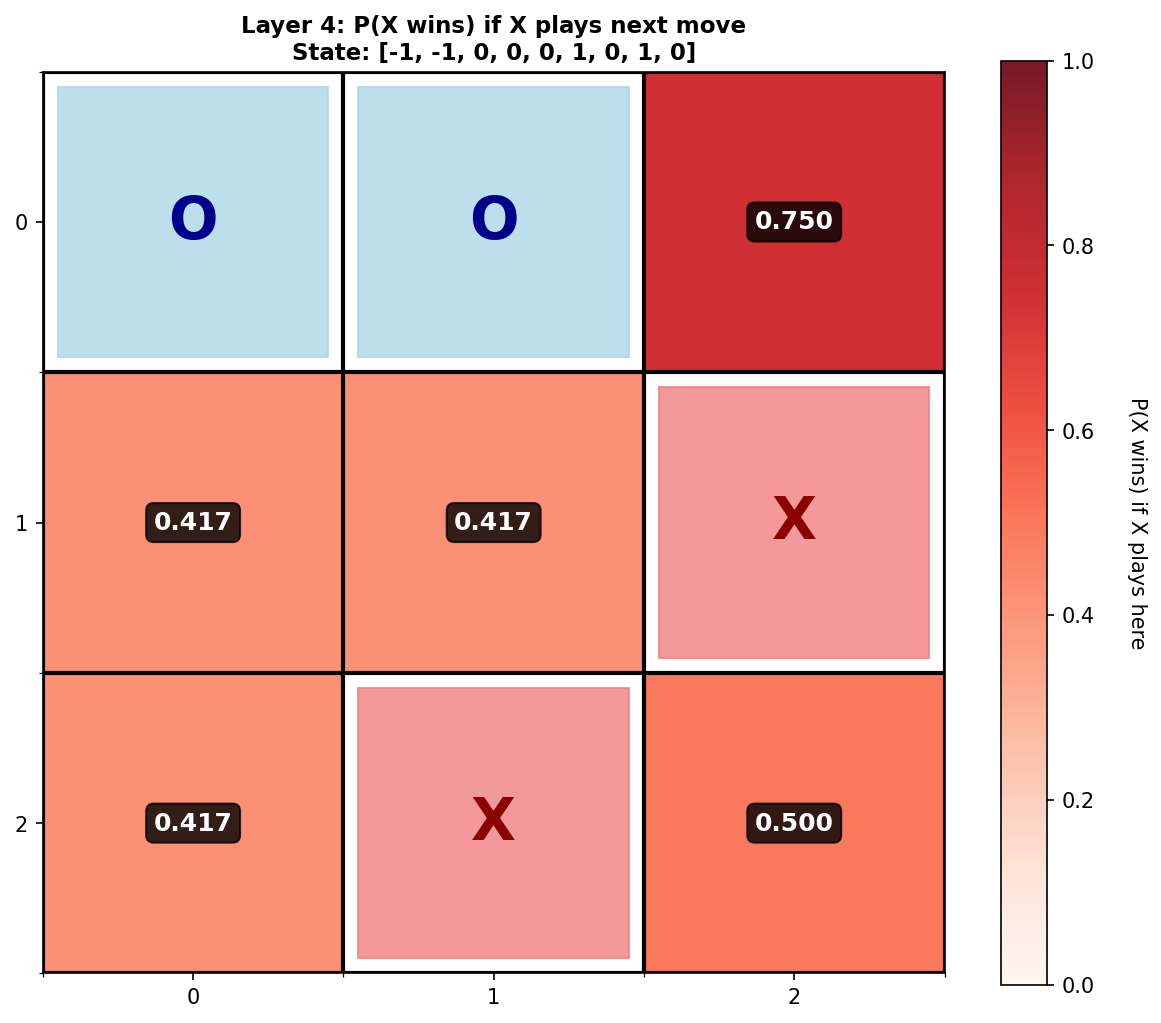 Layer 4: P(X wins) if X plays next move
State: [-1, -1, 0, 0, 0, 1, 0, 1, 0]
0
O
O
0.750
1
0.417
0.417
X
2
0.417
X
0.500
0
1
2
1.0
0.8
0.6
0.4
0.2
0.0
P(X wins) if X plays here